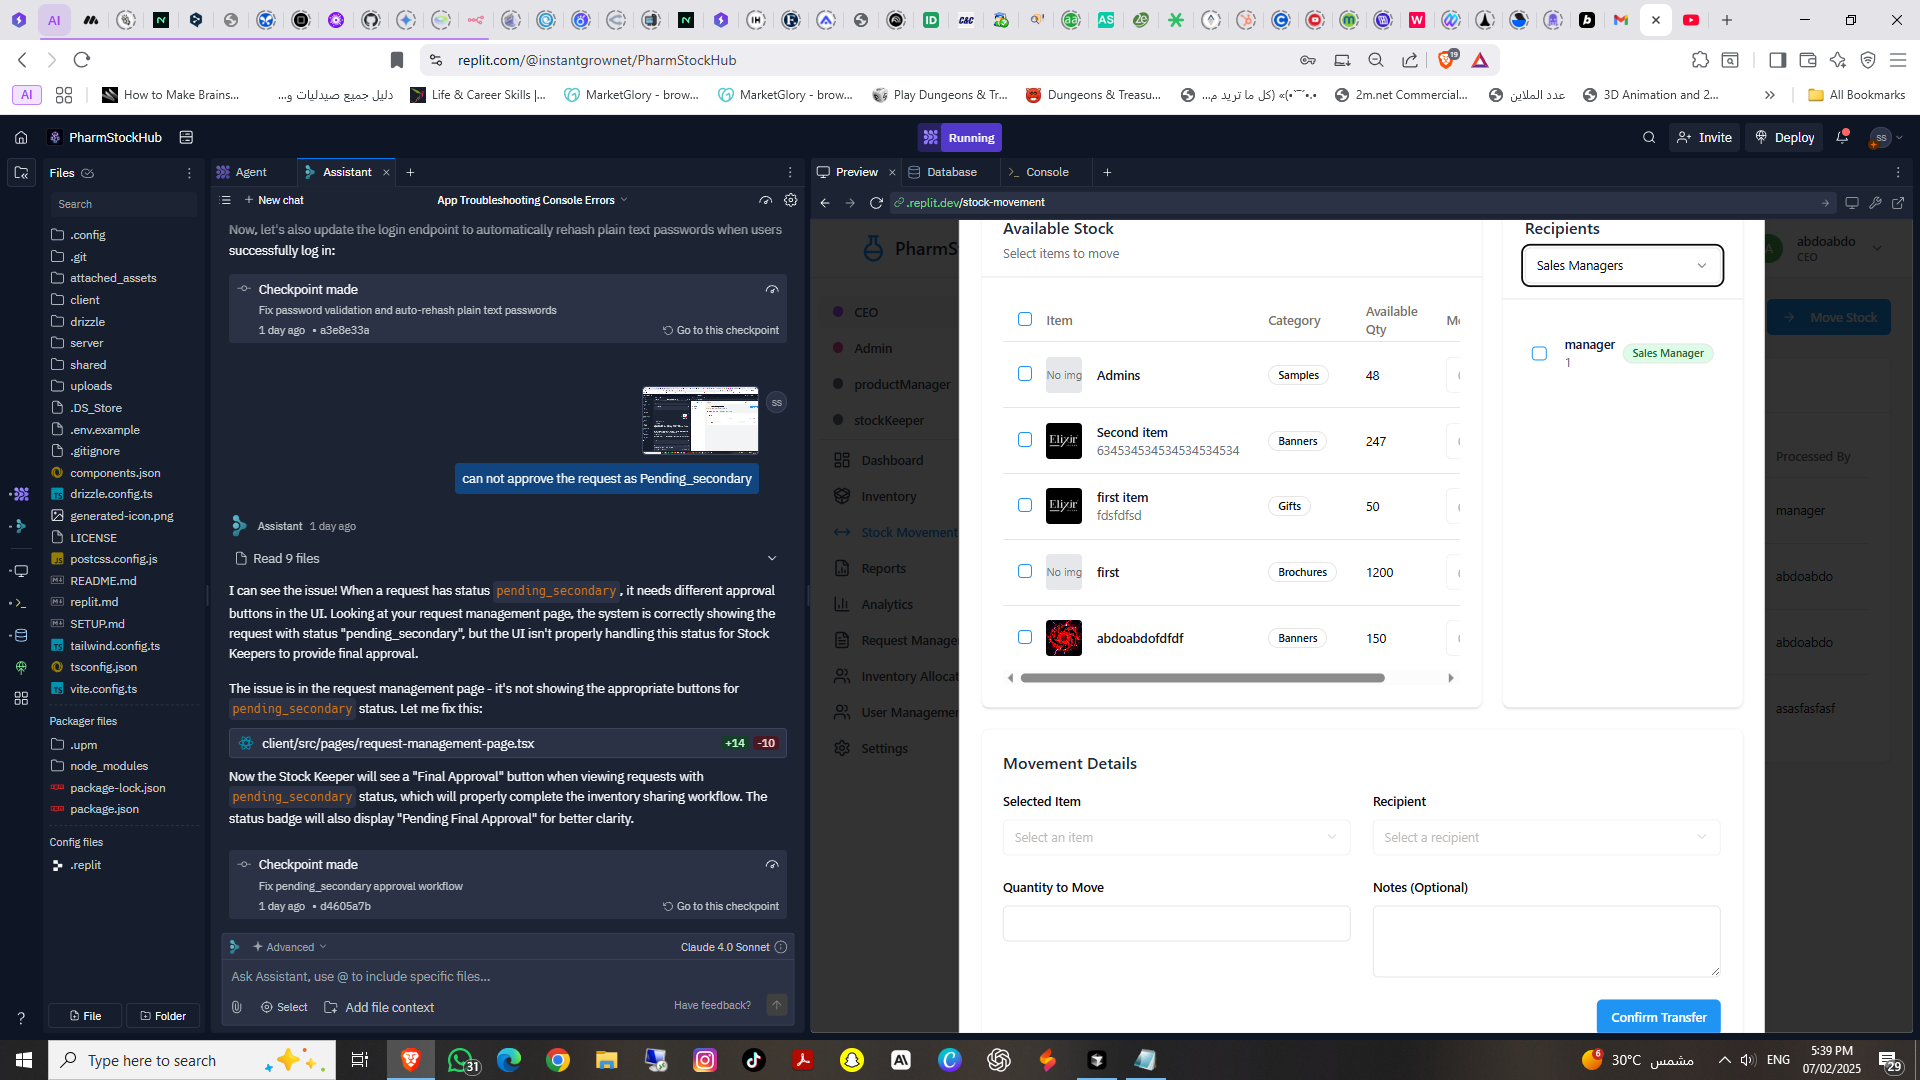 AI
replit.com/@instantgrownet/PharmStockHub
19
AI
How to Make Brains...
دليل جميع صيدليات و...
Life & Career Skills |...
MarketGlory - brow...
MarketGlory - brow...
Play Dungeons & Tr...
Dungeons & Treasu...
2m.net Commercial...
عدد الملاين
3D Animation and 2...
All Bookmarks
PharmStockHub
Running
Invite
Deploy
SS
Files
Search
.config
.git
attached_assets
client
drizzle
server
shared
uploads
.DS_Store
.env.example
.gitignore
components.json
drizzle.config.ts
generated-icon.png
LICENSE
postcss.config.js
README.md
replit.md
SETUP.md
tailwind.config.ts
tsconfig.json
vite.config.ts
Packager files
.upm
node_modules
package-lock.json
package.json
Config files
.replit
File
Folder
Agent
Assistant
New chat
App Troubleshooting Console Errors
Now, let's also update the login endpoint to automatically rehash plain text passwords when users
successfully log in:
Checkpoint made
Fix password validation and auto-rehash plain text passwords
1 day ago • a3e8e33a
Go to this checkpoint
SS
can not approve the request as Pending_secondary
Assistant 1 day ago
Read 9 files
I can see the issue! When a request has status pending_secondary, it needs different approval
buttons in the UI. Looking at your request management page, the system is correctly showing the
request with status "pending_secondary", but the UI isn't properly handling this status for Stock
Keepers to provide final approval.
The issue is in the request management page - it's not showing the appropriate buttons for
pending_secondary status. Let me fix this:
client/src/pages/request-management-page.tsx
+14 -10
Now the Stock Keeper will see a "Final Approval" button when viewing requests with
pending_secondary status, which will properly complete the inventory sharing workflow. The
status badge will also display "Pending Final Approval" for better clarity.
Checkpoint made
Fix pending_secondary approval workflow
1 day ago • d4605a7b
Go to this checkpoint
Advanced
Claude 4.0 Sonnet
Ask Assistant, use @ to include specific files...
Select
Add file context
Have feedback?
Preview
Database
Console
.replit.dev/stock-movement
PharmS
abdoabdo
CEO
CEO
Admin
productManager
stockKeeper
Dashboard
Inventory
Stock Movement
Reports
Analytics
Request Manage
Inventory Allocat
User Managemen
Settings
Move Stock
Processed By
manager
abdoabdo
abdoabdo
asasfasfasf
Available Stock
Select items to move
Item
Category
Available
Qty
No img
Admins
Samples
48
Elixir
Second item
634534534534534534534
Banners
247
Elixir
first item
fdsfdfsd
Gifts
50
No img
first
Brochures
1200
abdoabdofdfdf
Banners
150
Recipients
Sales Managers
manager
1
Sales Manager
Movement Details
Selected Item
Select an item
Recipient
Select a recipient
Quantity to Move
Notes (Optional)
Confirm Transfer
Type here to search
31
6
30°C مشمس
ENG
5:39 PM
07/02/2025
29